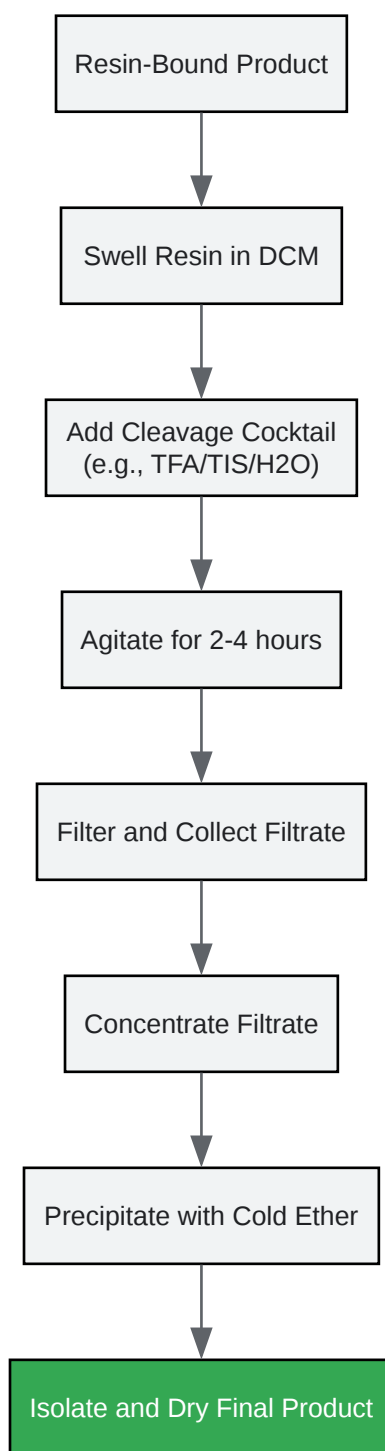 Resin-Bound Product
Swell Resin in DCM
Add Cleavage Cocktail
(e.g., TFA/TIS/H2O)
Agitate for 2-4 hours
Filter and Collect Filtrate
Concentrate Filtrate
Precipitate with Cold Ether
Isolate and Dry Final Product